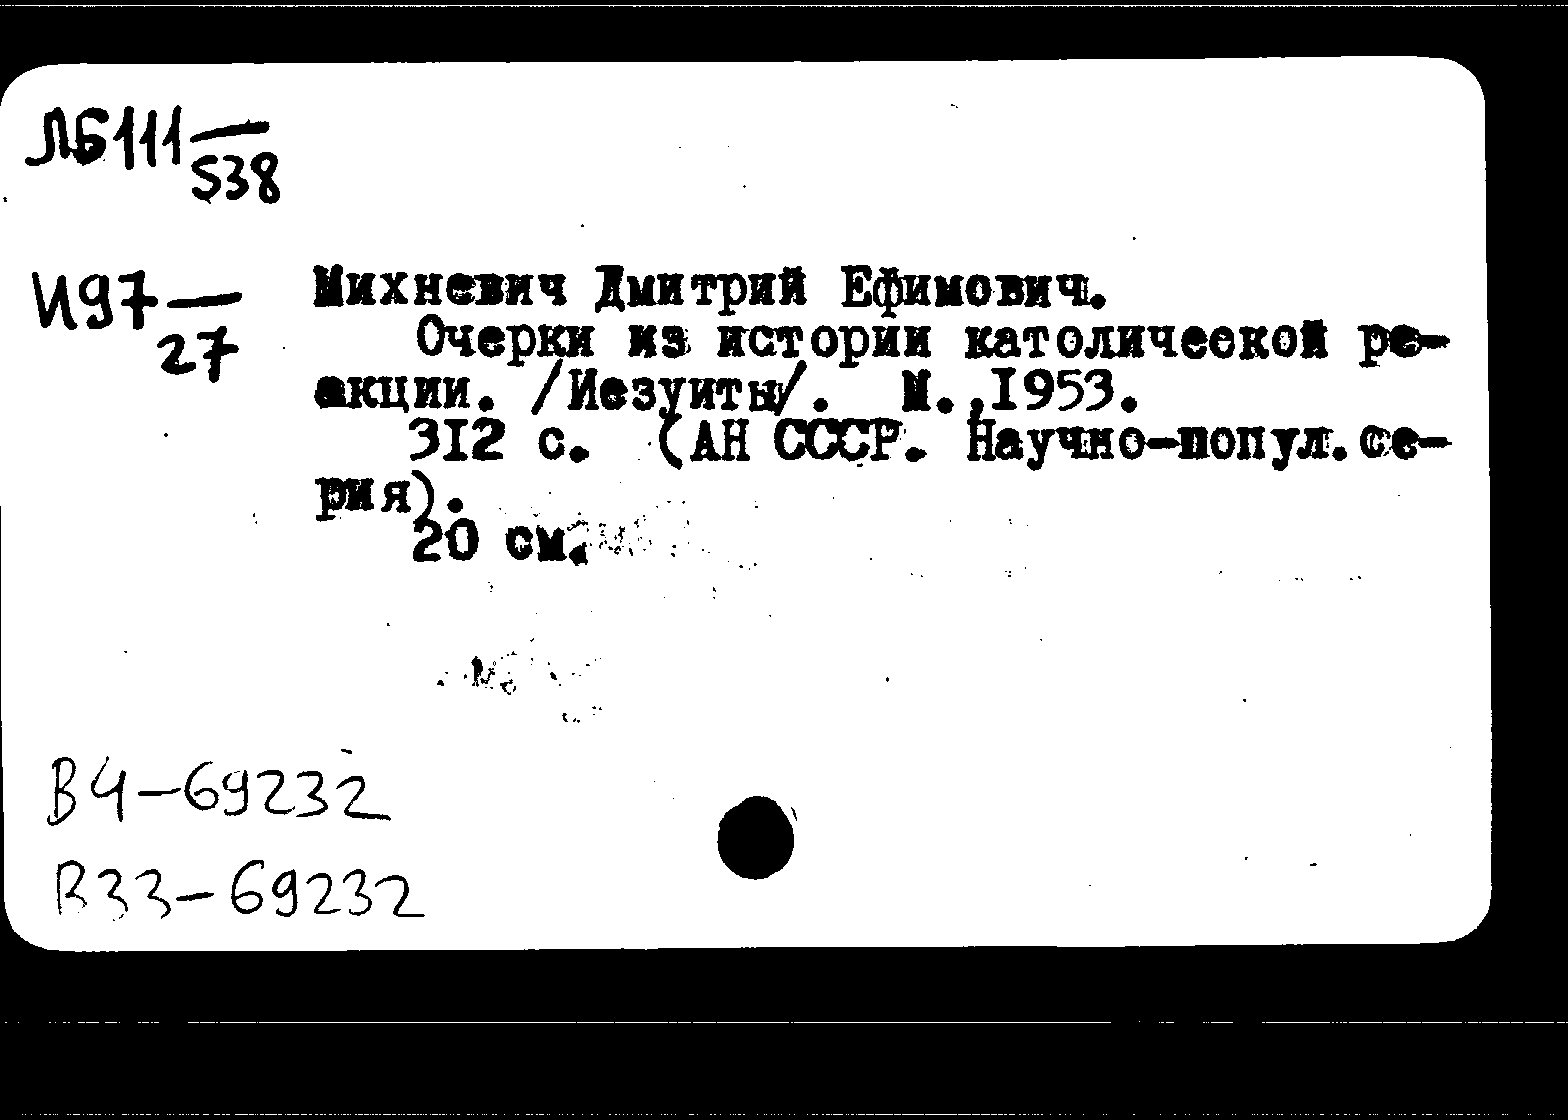 ЛБ111—
538
И97—
27
Михневич Дмитрий Ефимович.
Очерки из истории католической ре-
акции. /Иезуиты/. М.,1953.
312 с. (АН СССР. Научно-попул.се-
рия).
20 см.
В4-69232
В33-69232